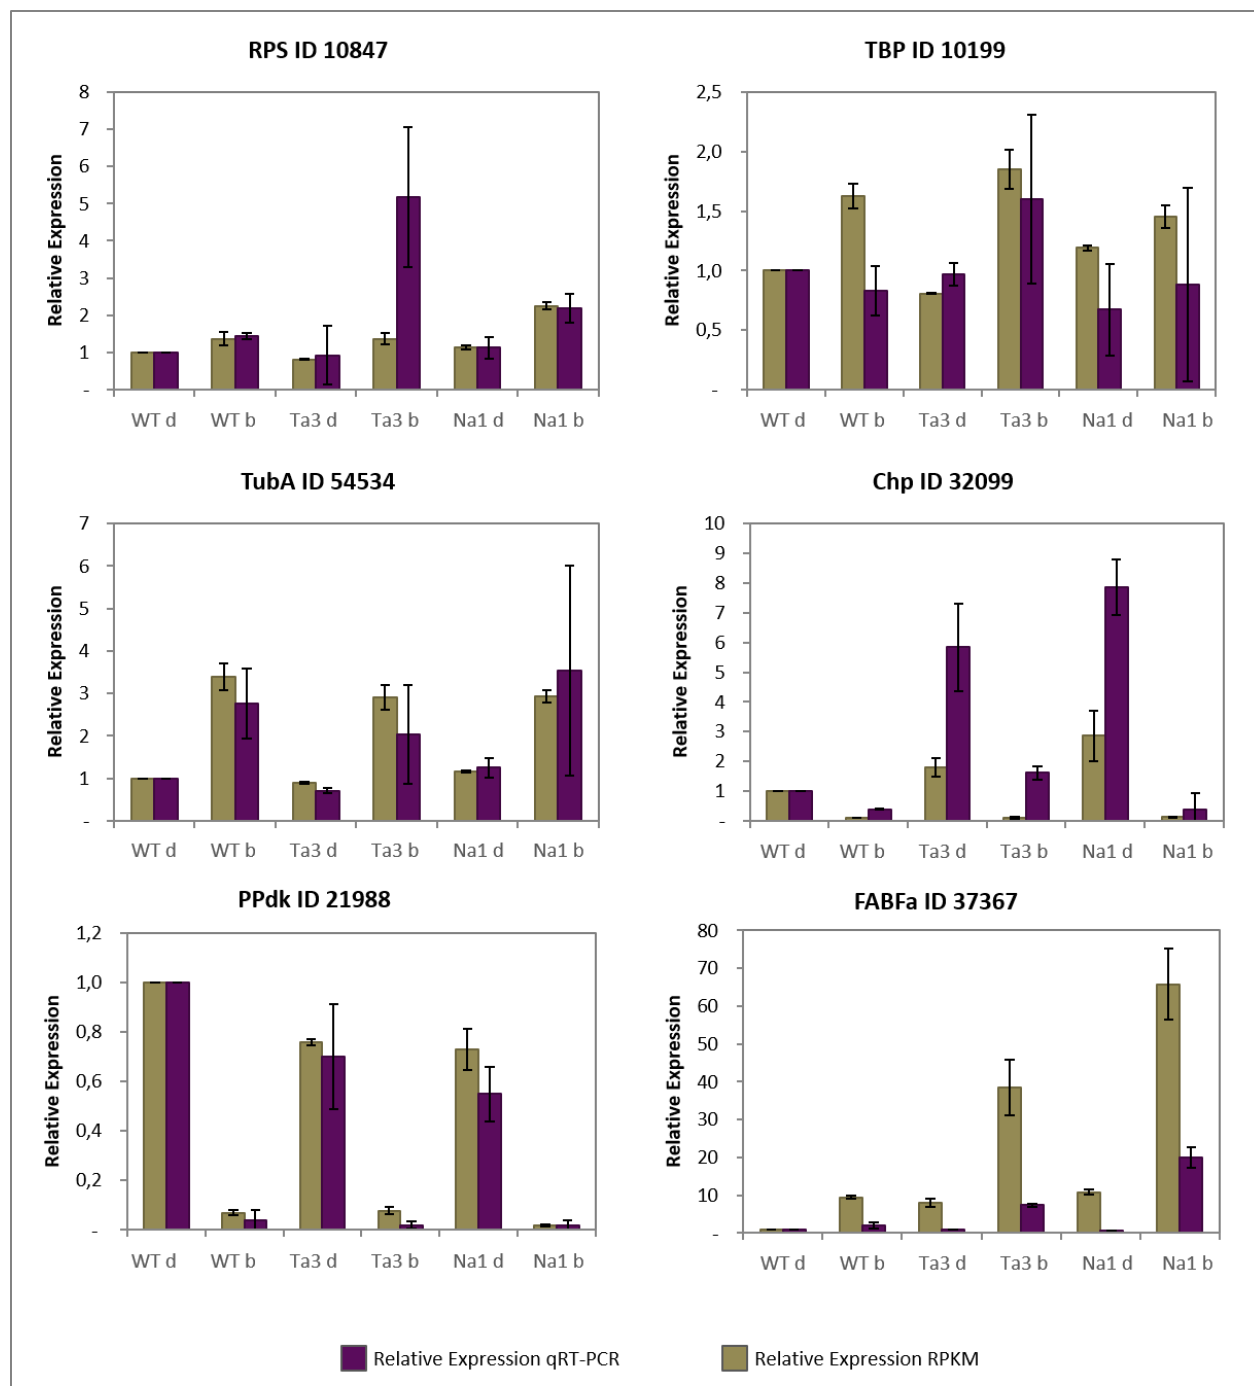 RPS ID 10847
Relative Expression
8
7
6
5
4
3
2
1
-
WT d WT b Ta3 d Ta3 b Na1 d Na1 b
TBP ID 10199
Relative Expression
2,5
2,0
1,5
1,0
0,5
-
WT d WT b Ta3 d Ta3 b Na1 d Na1 b
TubA ID 54534
Relative Expression
7
6
5
4
3
2
1
-
WT d WT b Ta3 d Ta3 b Na1 d Na1 b
Chp ID 32099
Relative Expression
10
9
8
7
6
5
4
3
2
1
-
WT d WT b Ta3 d Ta3 b Na1 d Na1 b
PPdk ID 21988
Relative Expression
1,2
1,0
0,8
0,6
0,4
0,2
-
WT d WT b Ta3 d Ta3 b Na1 d Na1 b
FABFa ID 37367
Relative Expression
80
70
60
50
40
30
20
10
-
WT d WT b Ta3 d Ta3 b Na1 d Na1 b
Relative Expression qRT-PCR Relative Expression RPKM